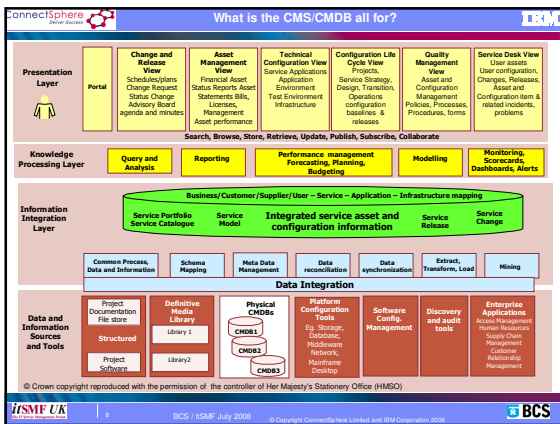 ConnectSphere
Deliver Success
What is the CMS/CMDB all for?
IBM
Presentation
Layer
Portal
Change and
Release
View
Schedules/plans
Change Request
Status Change
Advisory Board
agenda and minutes
Asset
Management
View
Financial Asset
Status Reports Asset
Statements Bills,
Licenses,
Management
Asset performance
Technical
Configuration View
Service Applications
Application
Environment
Test Environment
Infrastructure
Configuration Life
Cycle View
Projects,
Service Strategy,
Design, Transition,
Operations
configuration
baselines &
releases
Quality
Management
View
Asset and
Configuration
Management
Policies, Processes,
Procedures, forms
Service Desk View
User assets
User configuration,
Changes, Releases,
Asset and
Configuration item &
related incidents,
problems
Search, Browse, Store, Retrieve, Update, Publish, Subscribe, Collaborate
Knowledge
Processing Layer
Query and
Analysis
Reporting
Performance management
Forecasting, Planning,
Budgeting
Modelling
Monitoring,
Scorecards,
Dashboards, Alerts
Information
Integration
Layer
Business/Customer/Supplier/User – Service – Application – Infrastructure mapping
Service Portfolio
Service Catalogue
Service
Model
Integrated service asset and
configuration information
Service
Release
Service
Change
Common Process,
Data and Information
Schema
Mapping
Meta Data
Management
Data
reconciliation
Data
synchronization
Extract,
Transform, Load
Mining
Data Integration
Data and
Information
Sources
and Tools
Project
Documentation
File store
Structured
Project
Software
Definitive
Media
Library
Library 1
Library2
Physical
CMDBs
CMDB1
CMDB2
CMDB3
Platform
Configuration
Tools
Eg. Storage,
Database,
Middleware
Network,
Mainframe
Desktop
Software
Config.
Management
Discovery
and audit
tools
Enterprise
Applications
Access Management
Human Resources
Supply Chain
Management
Customer
Relationship
Management
© Crown copyright reproduced with the permission of the controller of Her Majesty's Stationery Office (HMSO)
itSMF UK
The IT Service Management Forum
8
BCS / itSMF July 2008
© Copyright ConnectSphere Limited and IBM Corporation 2008
BCS